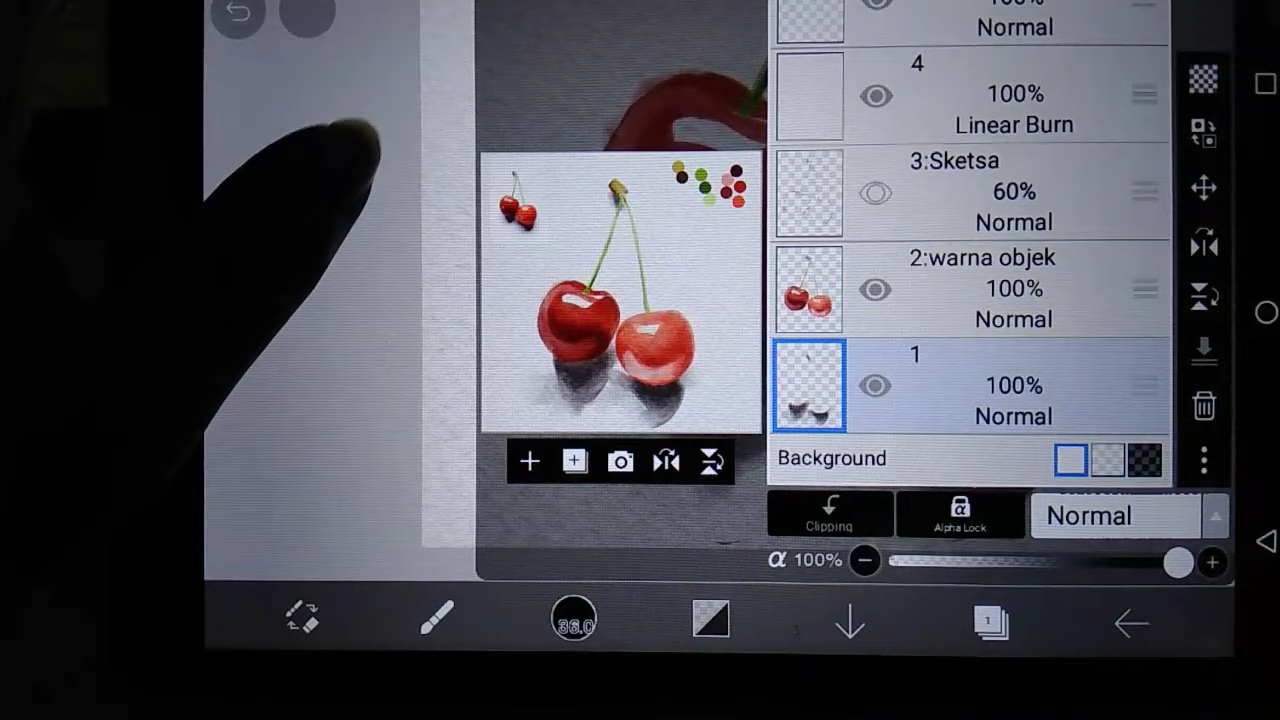 100%
Normal
4
100%
Linear Burn
3:Sketsa
60%
Normal
2:warna objek
100%
Normal
1
100%
Normal
Background
Clipping
Alpha Lock
Normal
α 100%
36.0
1